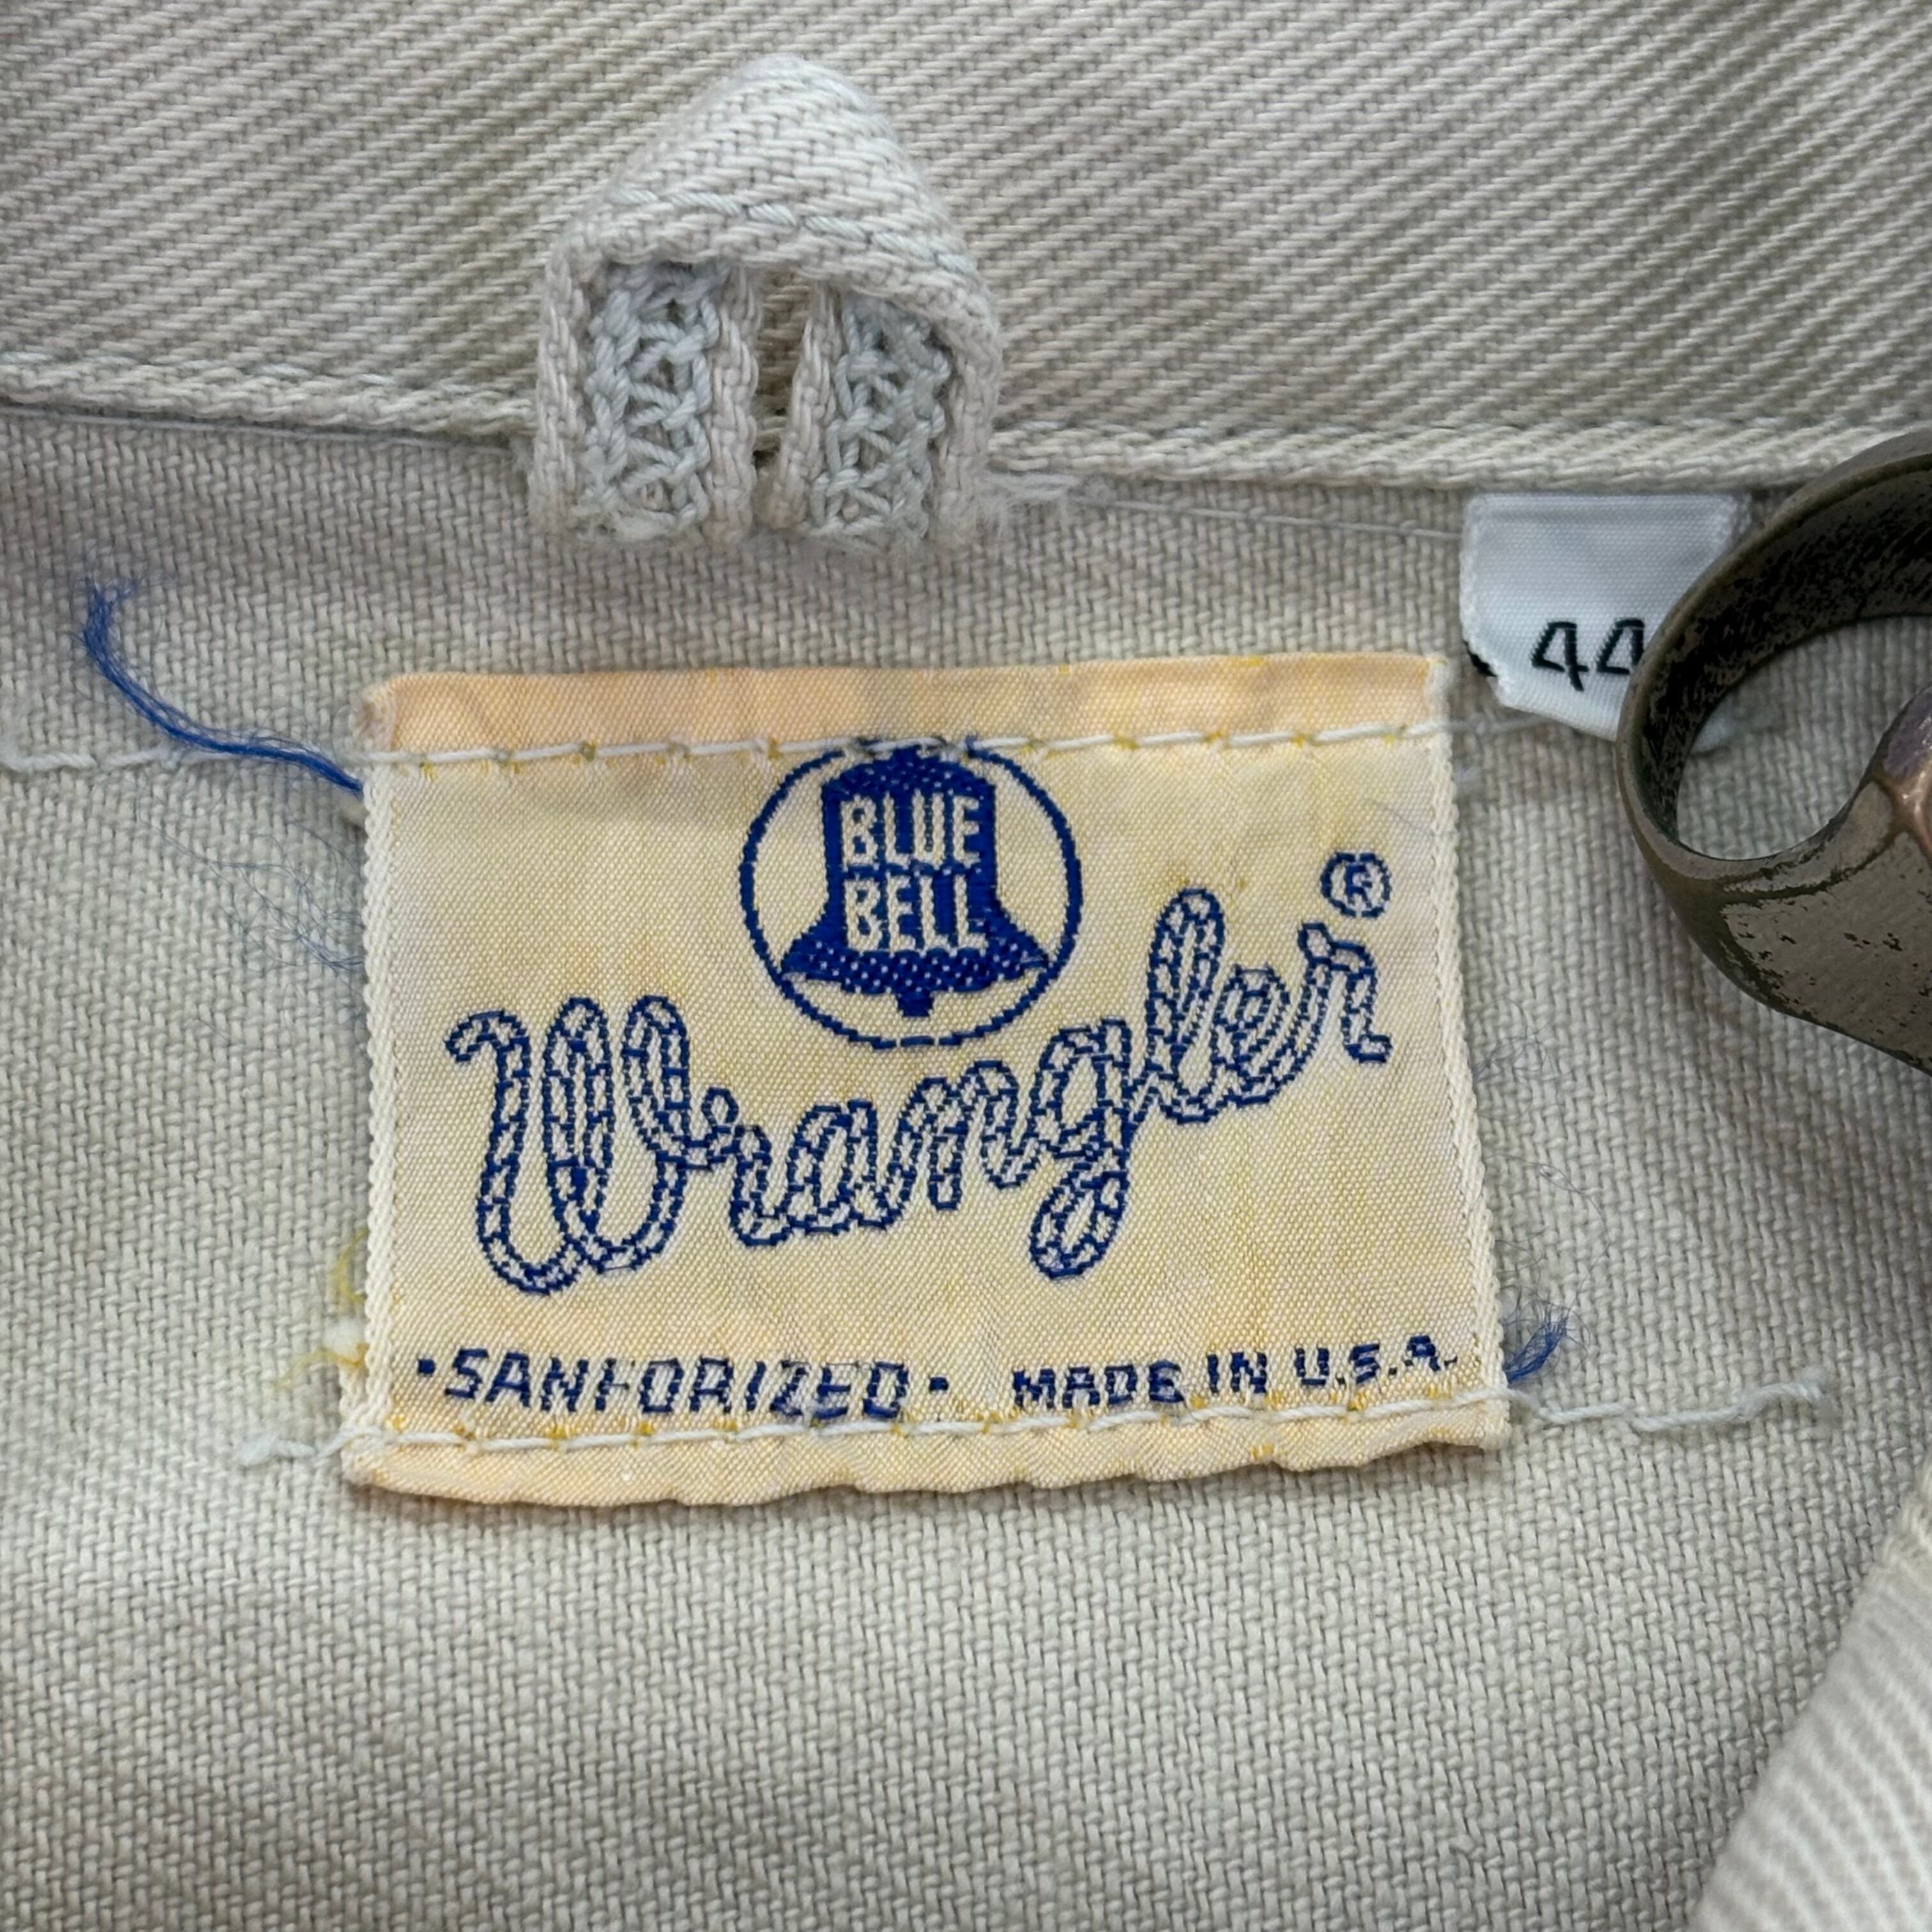 44
BLUE
BELL
Wrangler®
•SANFORIZED• MADE IN U.S.A.